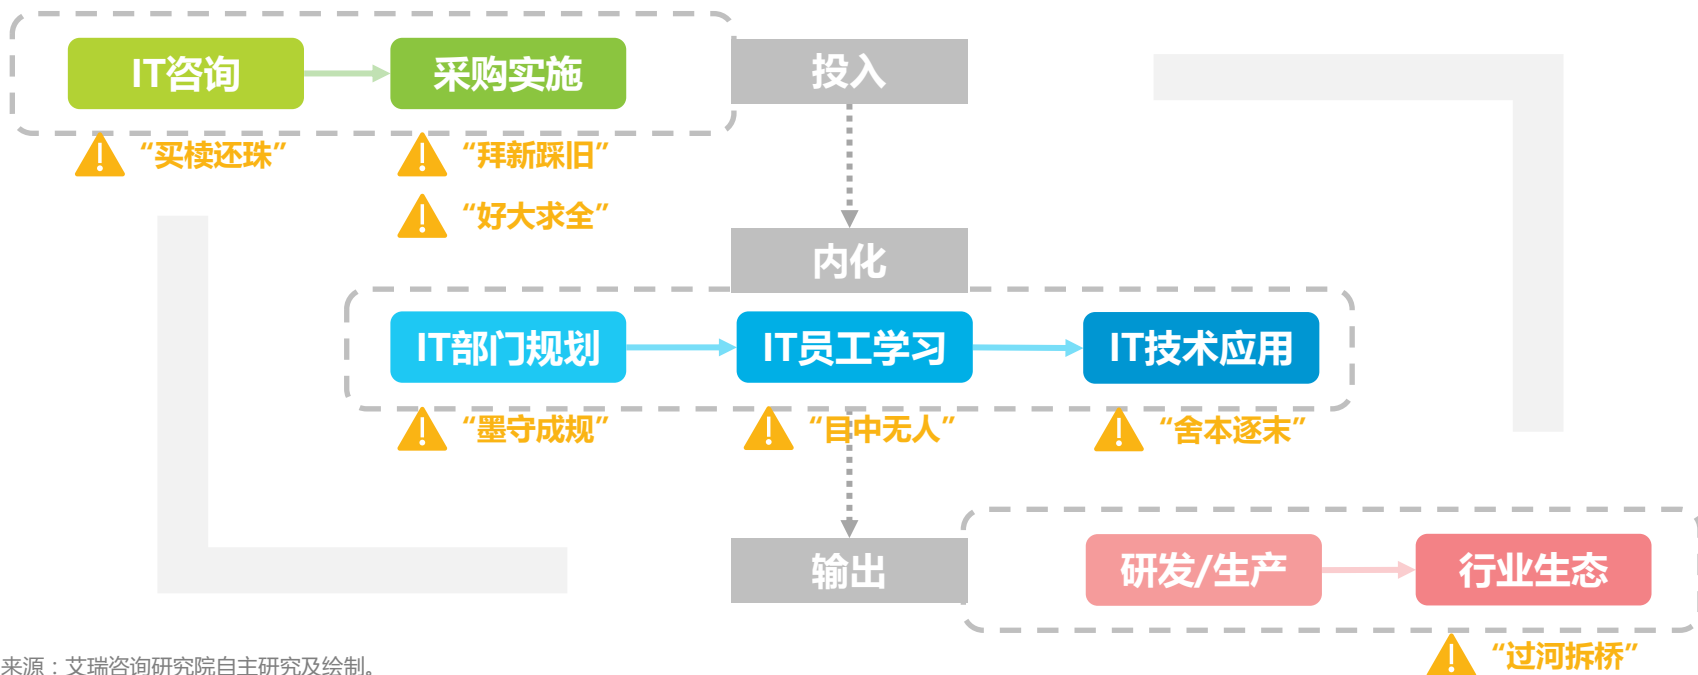 IT咨询
采购实施
投入
“买椟还珠”
“拜新踩旧”
“好大求全”
内化
IT部门规划
IT员工学习
IT技术应用
“墨守成规”
“目中无人”
“舍本逐末”
输出
研发/生产
行业生态
“过河拆桥”
来源：艾瑞咨询研究院自主研究及绘制。